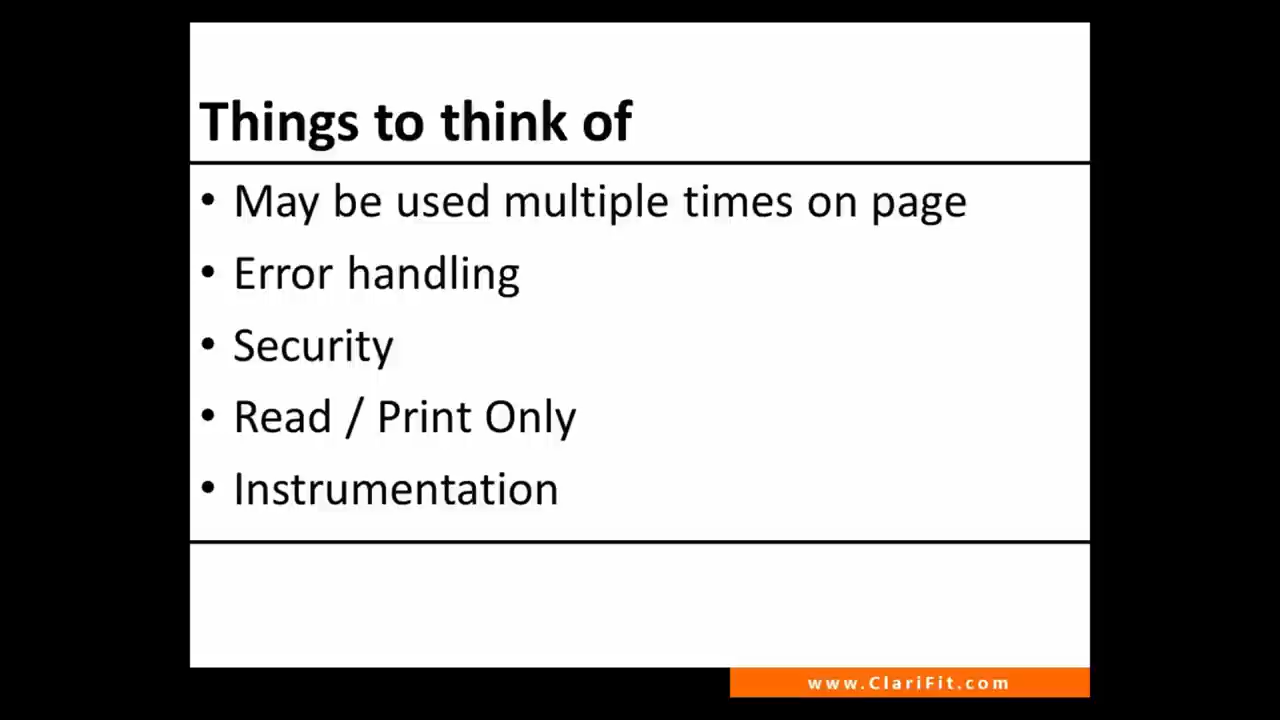 Things to think of
• May be used multiple times on page
• Error handling
• Security
• Read / Print Only
• Instrumentation
www.ClariFit.com